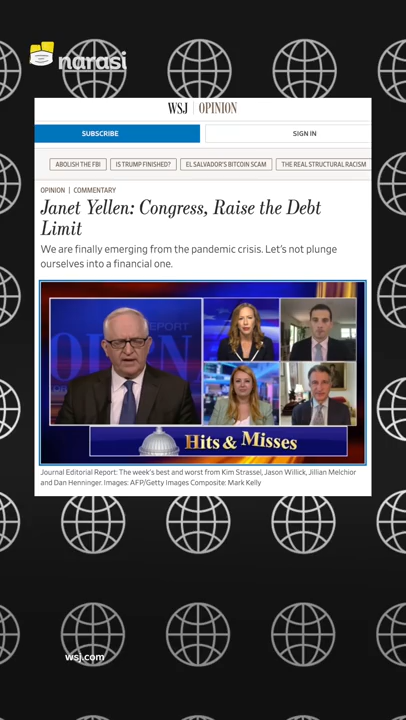 narasi
WSJ | OPINION
SUBSCRIBE
SIGN IN
ABOLISH THE FBI
IS TRUMP FINISHED?
EL SALVADOR'S BITCOIN SCAM
THE REAL STRUCTURAL RACISM
OPINION | COMMENTARY
Janet Yellen: Congress, Raise the Debt
Limit
We are finally emerging from the pandemic crisis. Let's not plunge
ourselves into a financial one.
REPORT
Hits & Misses
Journal Editorial Report: The week's best and worst from Kim Strassel, Jason Willick, Jillian Melchior
and Dan Henninger. Images: AFP/Getty Images Composite: Mark Kelly
wsj.com